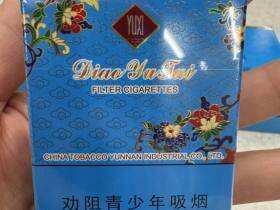 YUXI
Diao Yu Tai
FILTER CIGARETTES
CHINA TOBACCO YUNNAN INDUSTRIAL CO., LTD.
劝阻青少年吸烟